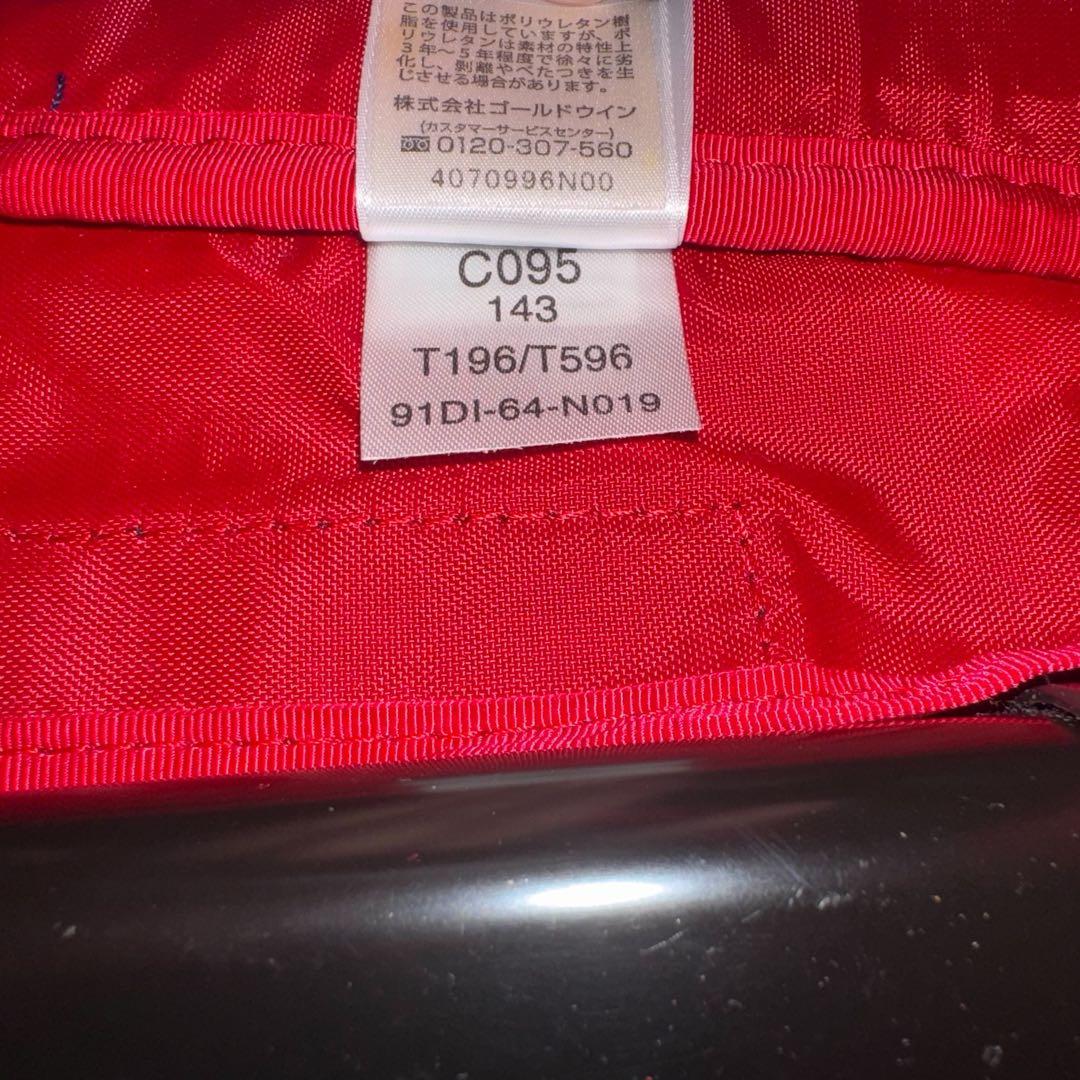 この製品はポリウレタン樹
脂を使用していますが、ポ
リウレタンは素材の特性上
3年～5年程度で徐々に劣
化し、剥離やべたつきを生
じさせる場合があります。
株式会社ゴールドウイン
(カスタマーサービスセンター)
0120-307-560
4070996N00
C095
143
T196/T596
91DI-64-N019